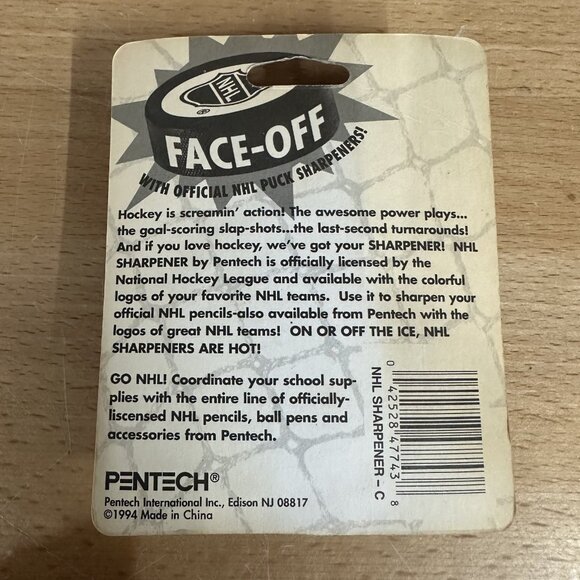 NHL
®
FACE-OFF
WITH OFFICIAL NHL PUCK SHARPENERS!
Hockey is screamin' action! The awesome power plays...
the goal-scoring slap-shots...the last-second turnarounds!
And if you love hockey, we've got your SHARPENER! NHL
SHARPENER by Pentech is officially licensed by the
National Hockey League and available with the colorful
logos of your favorite NHL teams. Use it to sharpen your
official NHL pencils-also available from Pentech with the
logos of great NHL teams! ON OR OFF THE ICE, NHL
SHARPENERS ARE HOT!
GO NHL! Coordinate your school sup-
plies with the entire line of officially-
liscensed NHL pencils, ball pens and
accessories from Pentech.
PENTECH®
Pentech International Inc., Edison NJ 08817
©1994 Made in China
NHL SHARPENER – C
0 42528 47743 8